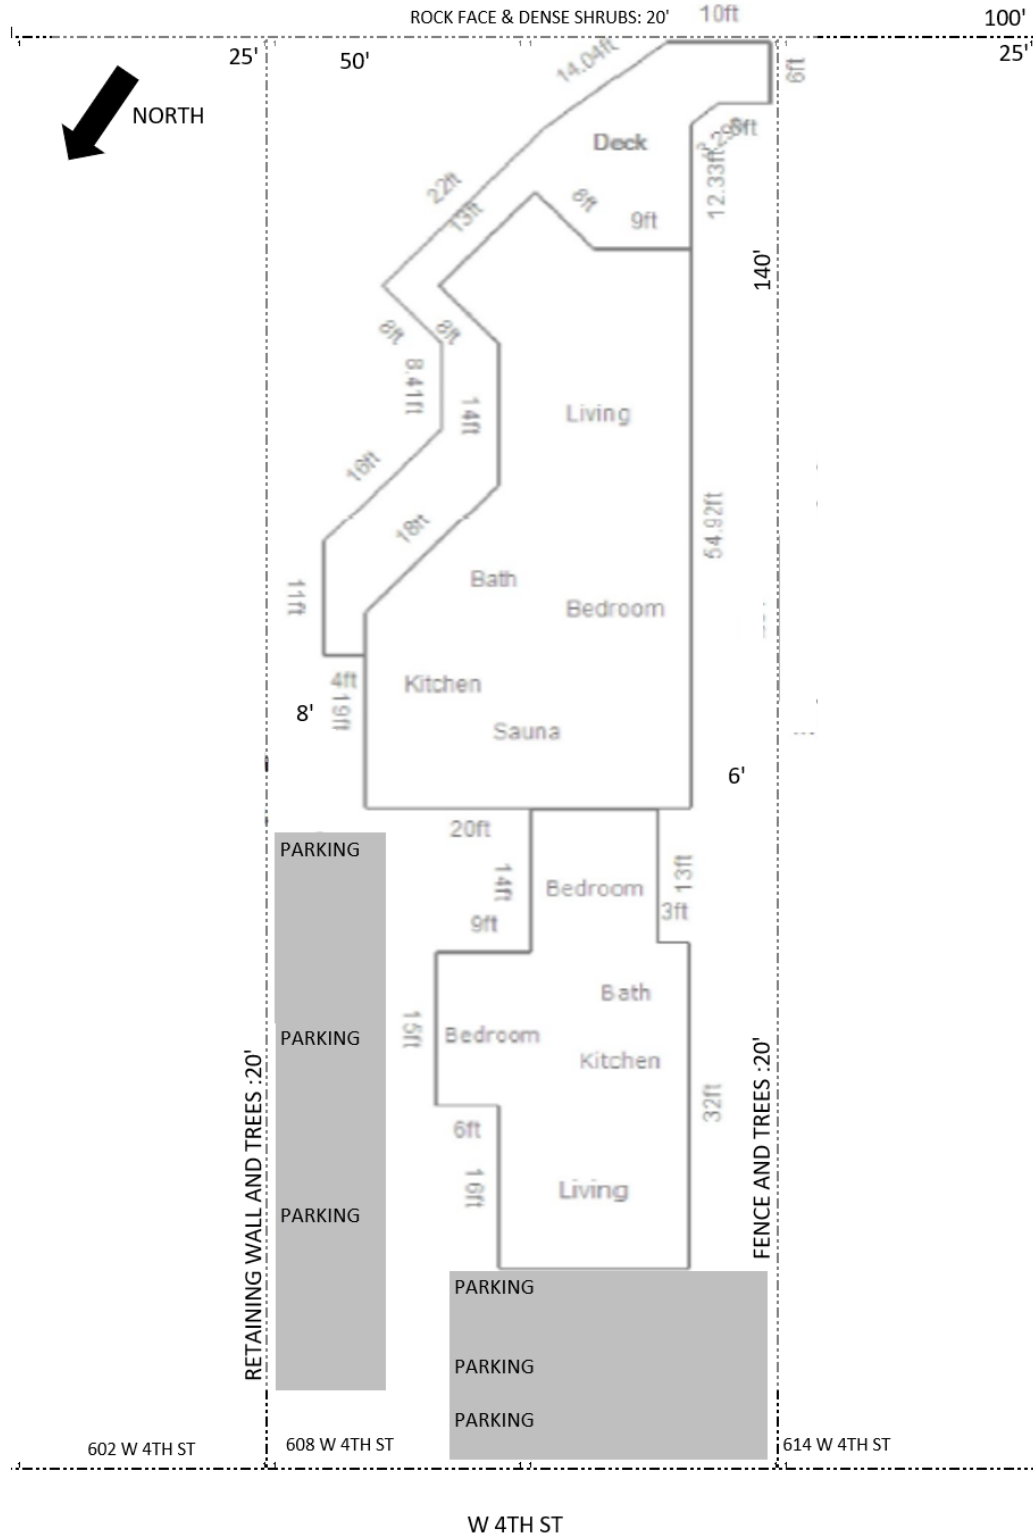 ROCK FACE & DENSE SHRUBS: 20'
10ft
100'
25'
50'
25'
14.04ft
6ft
NORTH
Deck
12.33ft
22ft
13ft
6ft
9ft
140'
8ft
8ft
8.41ft
14ft
Living
16ft
18ft
54.92ft
11ft
Bath
Bedroom
4ft
Kitchen
19ft
8'
Sauna
6'
20ft
PARKING
14ft
Bedroom
13ft
3ft
9ft
Bath
15ft
Bedroom
PARKING
Kitchen
32ft
RETAINING WALL AND TREES :20'
FENCE AND TREES :20'
6ft
16ft
Living
PARKING
PARKING
PARKING
PARKING
602 W 4TH ST
608 W 4TH ST
614 W 4TH ST
W 4TH ST